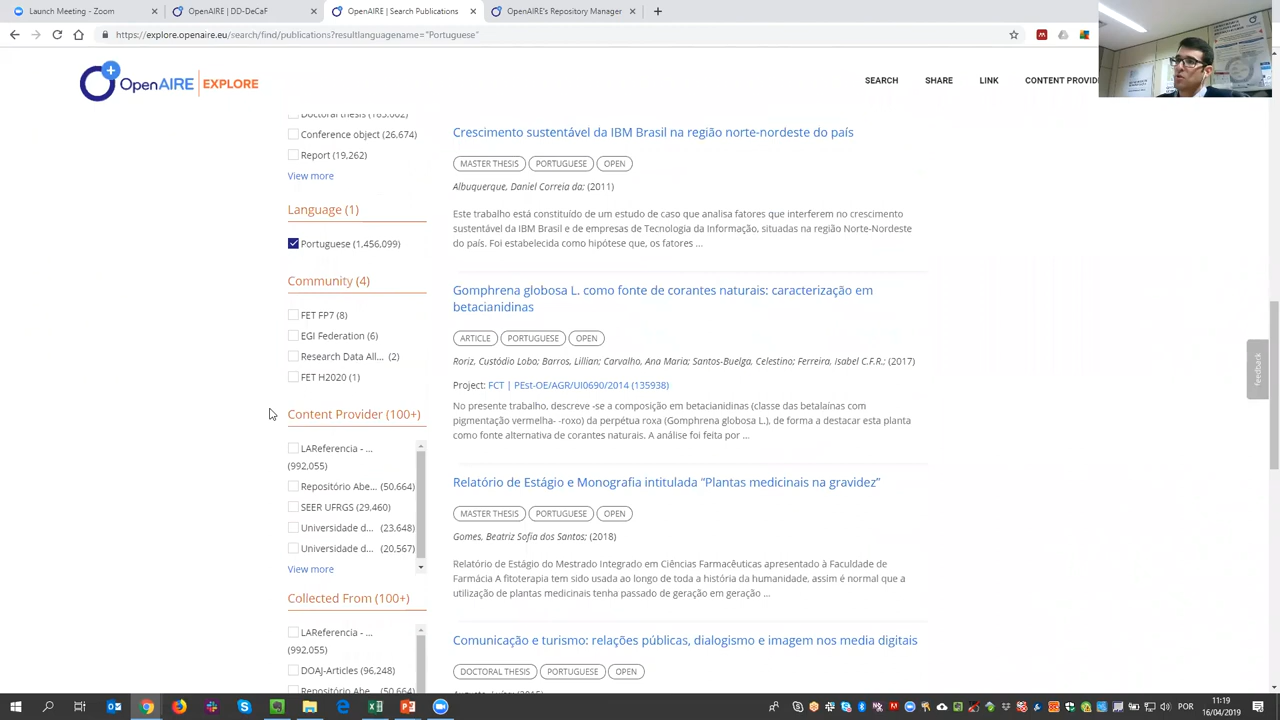 Launch Meeting - Zoom
OpenAIRE | DD-DeCaF
OpenAIRE | Search Publications
OpenAIRE's Repository Manager
https://explore.openaire.eu/search/find/publications?resultlanguagename="Portuguese"
OpenAIRE | EXPLORE
SEARCH
SHARE
LINK
CONTENT PROVID
Conference object (26,674)
Report (19,262)
View more
Language (1)
Portuguese (1,456,099)
Community (4)
FET FP7 (8)
EGI Federation (6)
Research Data All... (2)
FET H2020 (1)
Content Provider (100+)
LAReferencia - ...
(992,055)
Repositório Abe... (50,664)
SEER UFRGS (29,460)
Universidade d... (23,648)
Universidade d... (20,567)
View more
Collected From (100+)
LAReferencia - ...
(992,055)
DOAJ-Articles (96,248)
Repositório Abe... (50,664)
Crescimento sustentável da IBM Brasil na região norte-nordeste do país
MASTER THESIS PORTUGUESE OPEN
Albuquerque, Daniel Correia da; (2011)
Este trabalho está constituído de um estudo de caso que analisa fatores que interferem no crescimento
sustentável da IBM Brasil e de empresas de Tecnologia da Informação, situadas na região Norte-Nordeste
do país. Foi estabelecida como hipótese que, os fatores ...
Gomphrena globosa L. como fonte de corantes naturais: caracterização em
betacianidinas
ARTICLE PORTUGUESE OPEN
Roriz, Custódio Lobo; Barros, Lillian; Carvalho, Ana Maria; Santos-Buelga, Celestino; Ferreira, Isabel C.F.R.; (2017)
Project: FCT | PEst-OE/AGR/UI0690/2014 (135938)
No presente trabalho, descreve -se a composição em betacianidinas (classe das betalaínas com
pigmentação vermelha- -roxo) da perpétua roxa (Gomphrena globosa L.), de forma a destacar esta planta
como fonte alternativa de corantes naturais. A análise foi feita por ...
Relatório de Estágio e Monografia intitulada “Plantas medicinais na gravidez”
MASTER THESIS PORTUGUESE OPEN
Gomes, Beatriz Sofia dos Santos; (2018)
Relatório de Estágio do Mestrado Integrado em Ciências Farmacêuticas apresentado à Faculdade de
Farmácia A fitoterapia tem sido usada ao longo de toda a história da humanidade, assim é normal que a
utilização de plantas medicinais tenha passado de geração em geração ...
Comunicação e turismo: relações públicas, dialogismo e imagem nos media digitais
DOCTORAL THESIS PORTUGUESE OPEN
feedback
POR
11:19
16/04/2019